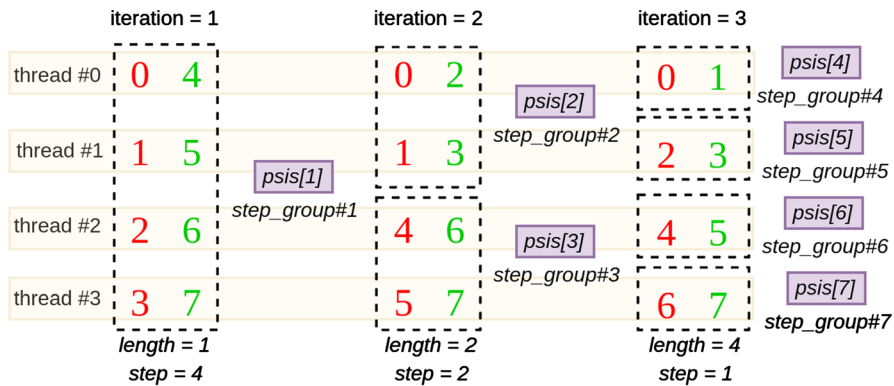 iteration = 1 iteration = 2 iteration = 3
thread #0 0 4 0 2 0 1 psis[4]
psis[2] step_group#4
step_group#2
thread #1 1 5 1 3 2 3 psis[5]
psis[1] step_group#5
step_group#1
thread #2 2 6 4 6 4 5 psis[6]
psis[3] step_group#6
step_group#3
thread #3 3 7 5 7 6 7 psis[7]
step_group#7
length = 1 length = 2 length = 4
step = 4 step = 2 step = 1